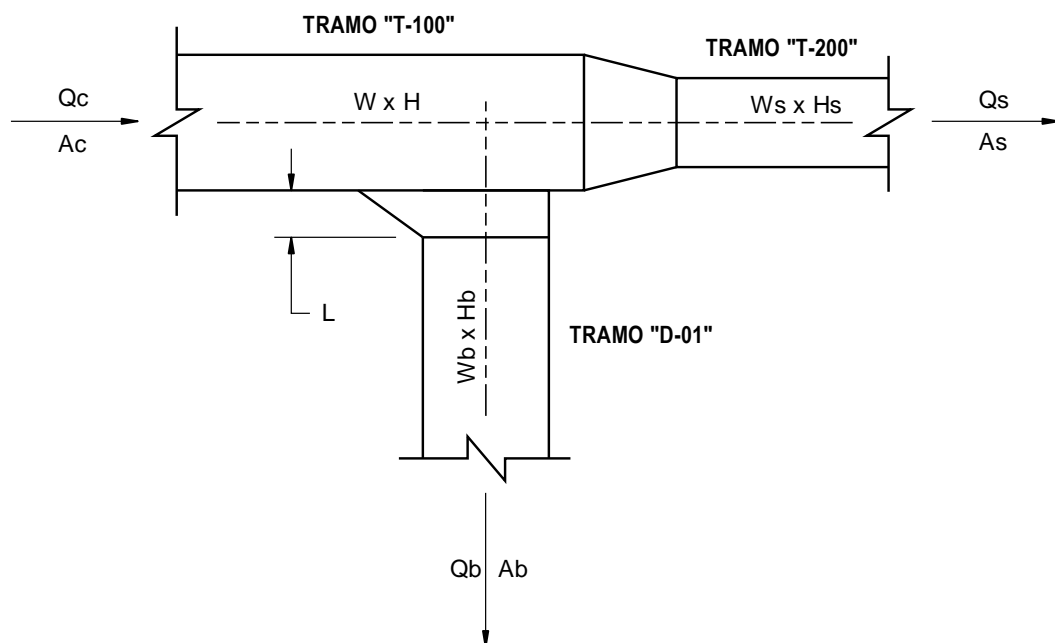 TRAMO "T-100"
TRAMO "T-200"
Qc
W x H
Ws x Hs
Qs
Ac
As
L
Wb x Hb
TRAMO "D-01"
Qb
Ab